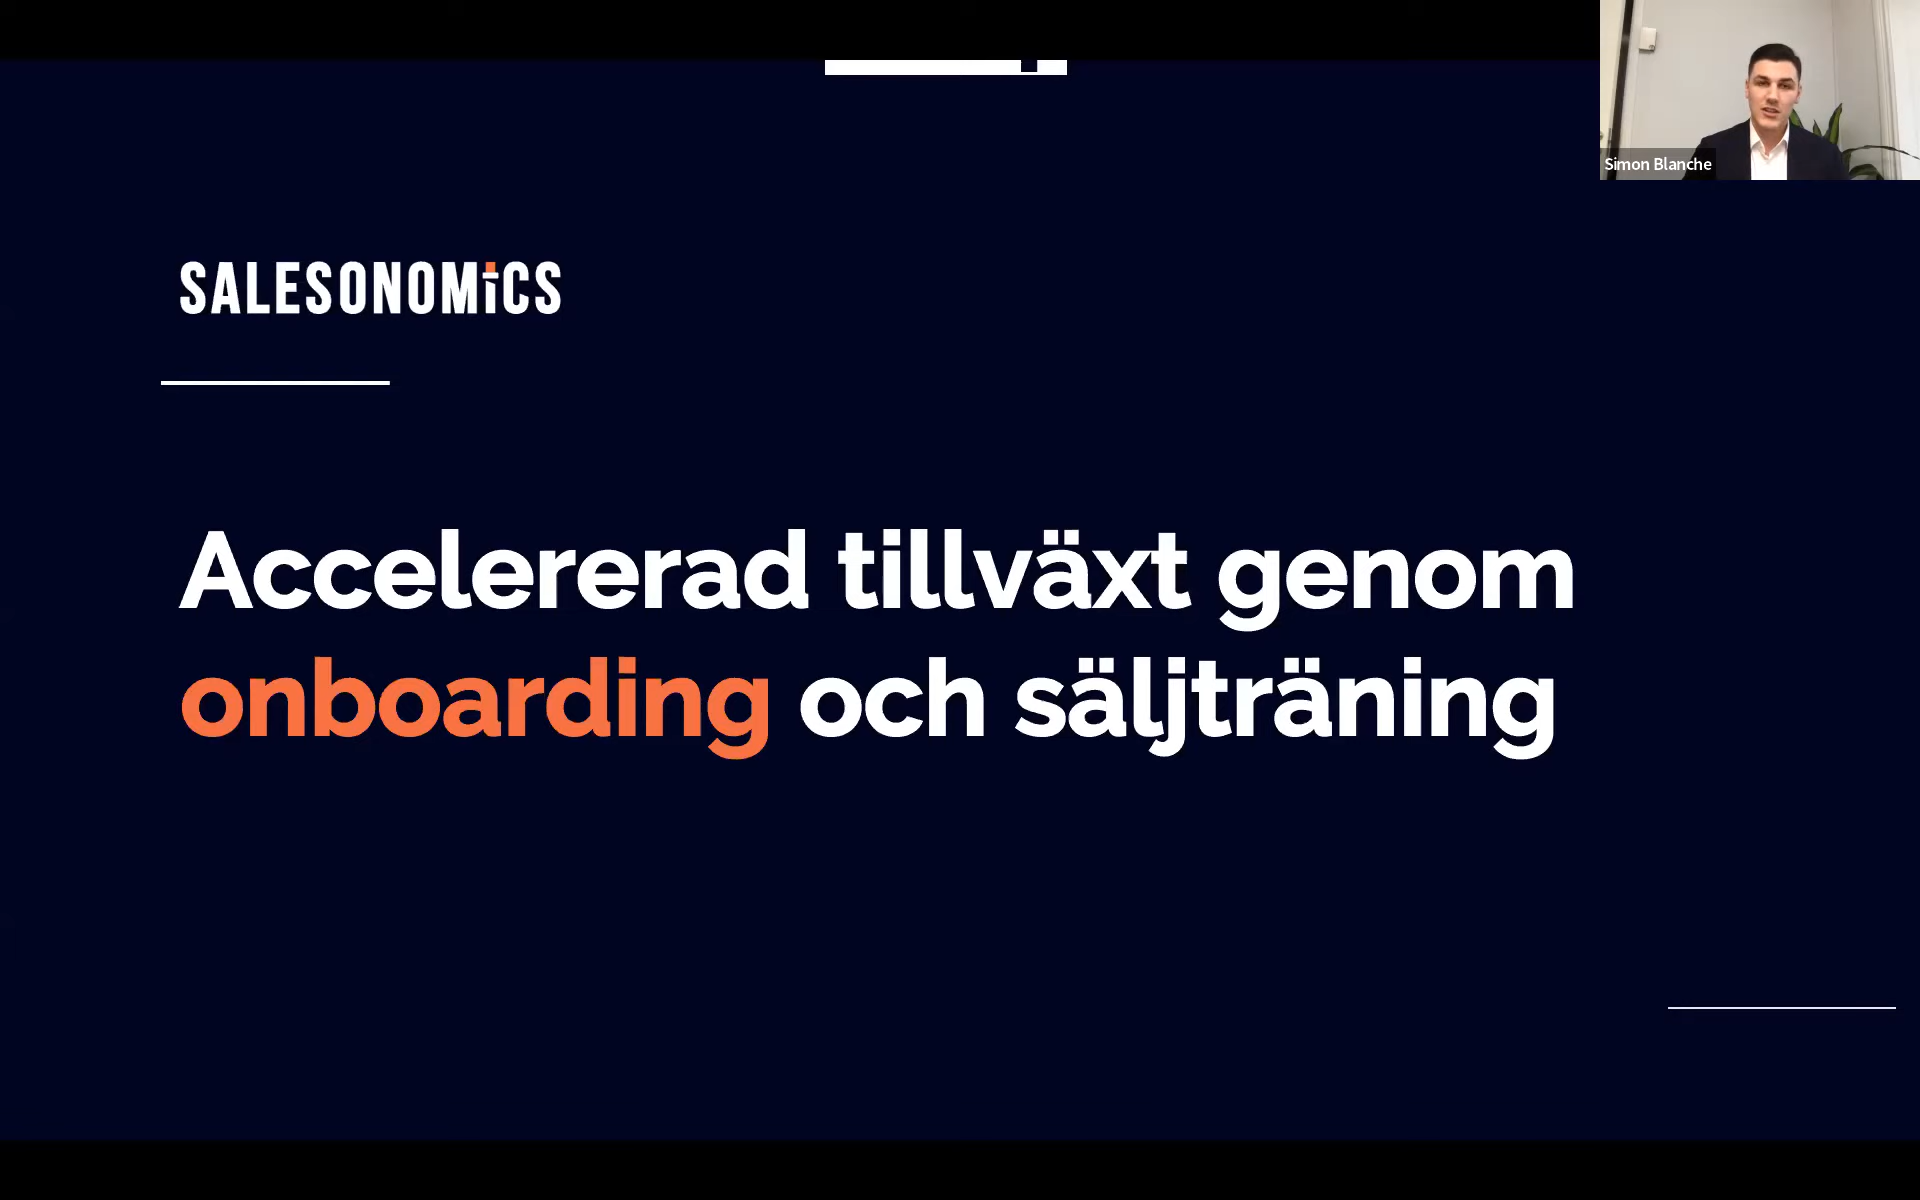 Simon Blanche
SALESONOMiCS
Accelererad tillväxt genom
onboarding och säljträning